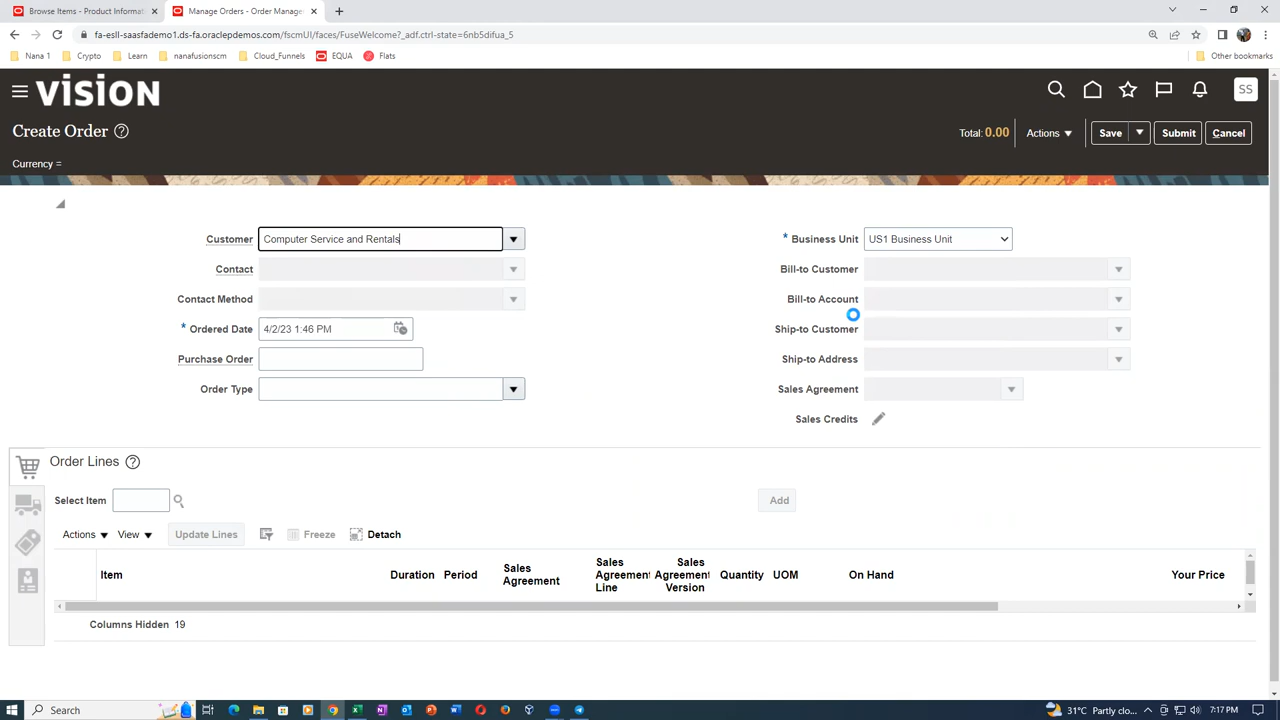 Browse Items - Product Informat
Manage Orders - Order Manage
fa-esll-saasfademo1.ds-fa.oraclepdemos.com/fscmUI/faces/FuseWelcome?_adf.ctrl-state=6nb5difua_5
Nana 1
Crypto
Learn
nanafusionscm
Cloud_Funnels
EQUA
Flats
Other bookmarks
VISION
SS
Create Order
Total: 0.00
Actions
Save
Submit
Cancel
Currency =
Customer Computer Service and Rentals
Contact
Contact Method
* Ordered Date 4/2/23 1:46 PM
Purchase Order
Order Type
* Business Unit US1 Business Unit
Bill-to Customer
Bill-to Account
Ship-to Customer
Ship-to Address
Sales Agreement
Sales Credits
Order Lines
Select Item
Add
Actions View Update Lines Freeze Detach
Item
Duration
Period
Sales
Agreement
Sales
Agreement
Line
Sales
Agreement
Version
Quantity
UOM
On Hand
Your Price
Columns Hidden 19
Search
31°C Partly clo...
7:17 PM